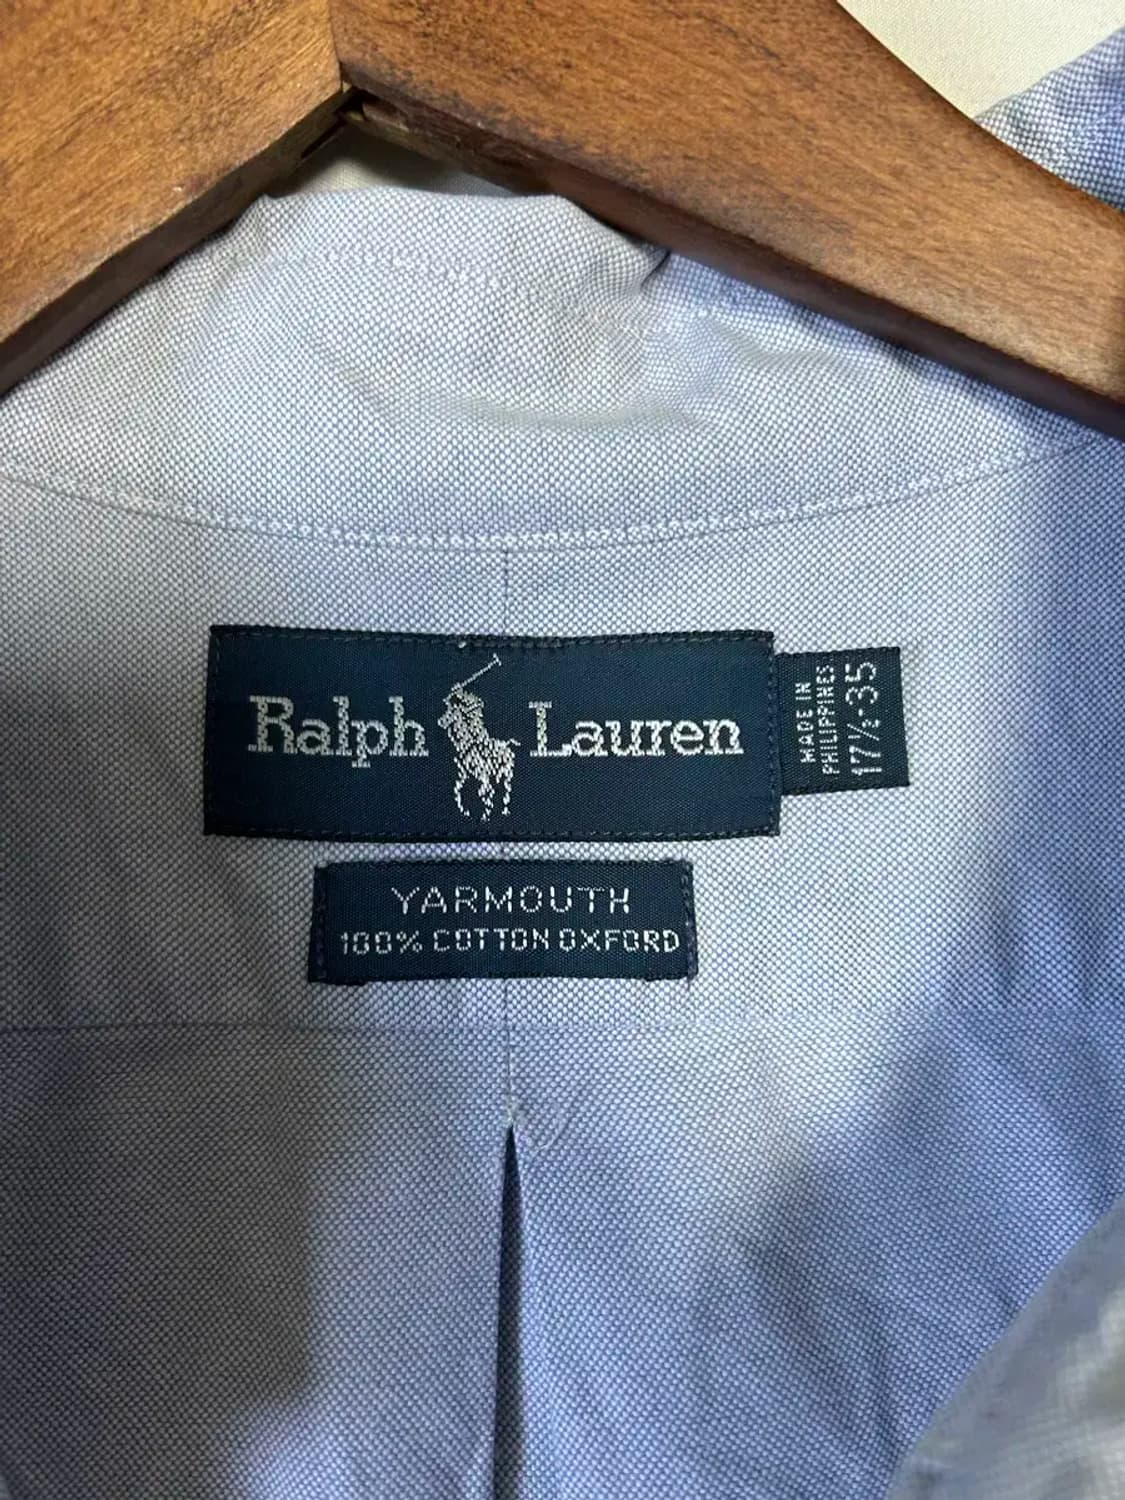 Ralph Lauren
MADE IN
PHILIPPINES
17½-35
YARMOUTH
100% COTTON OXFORD